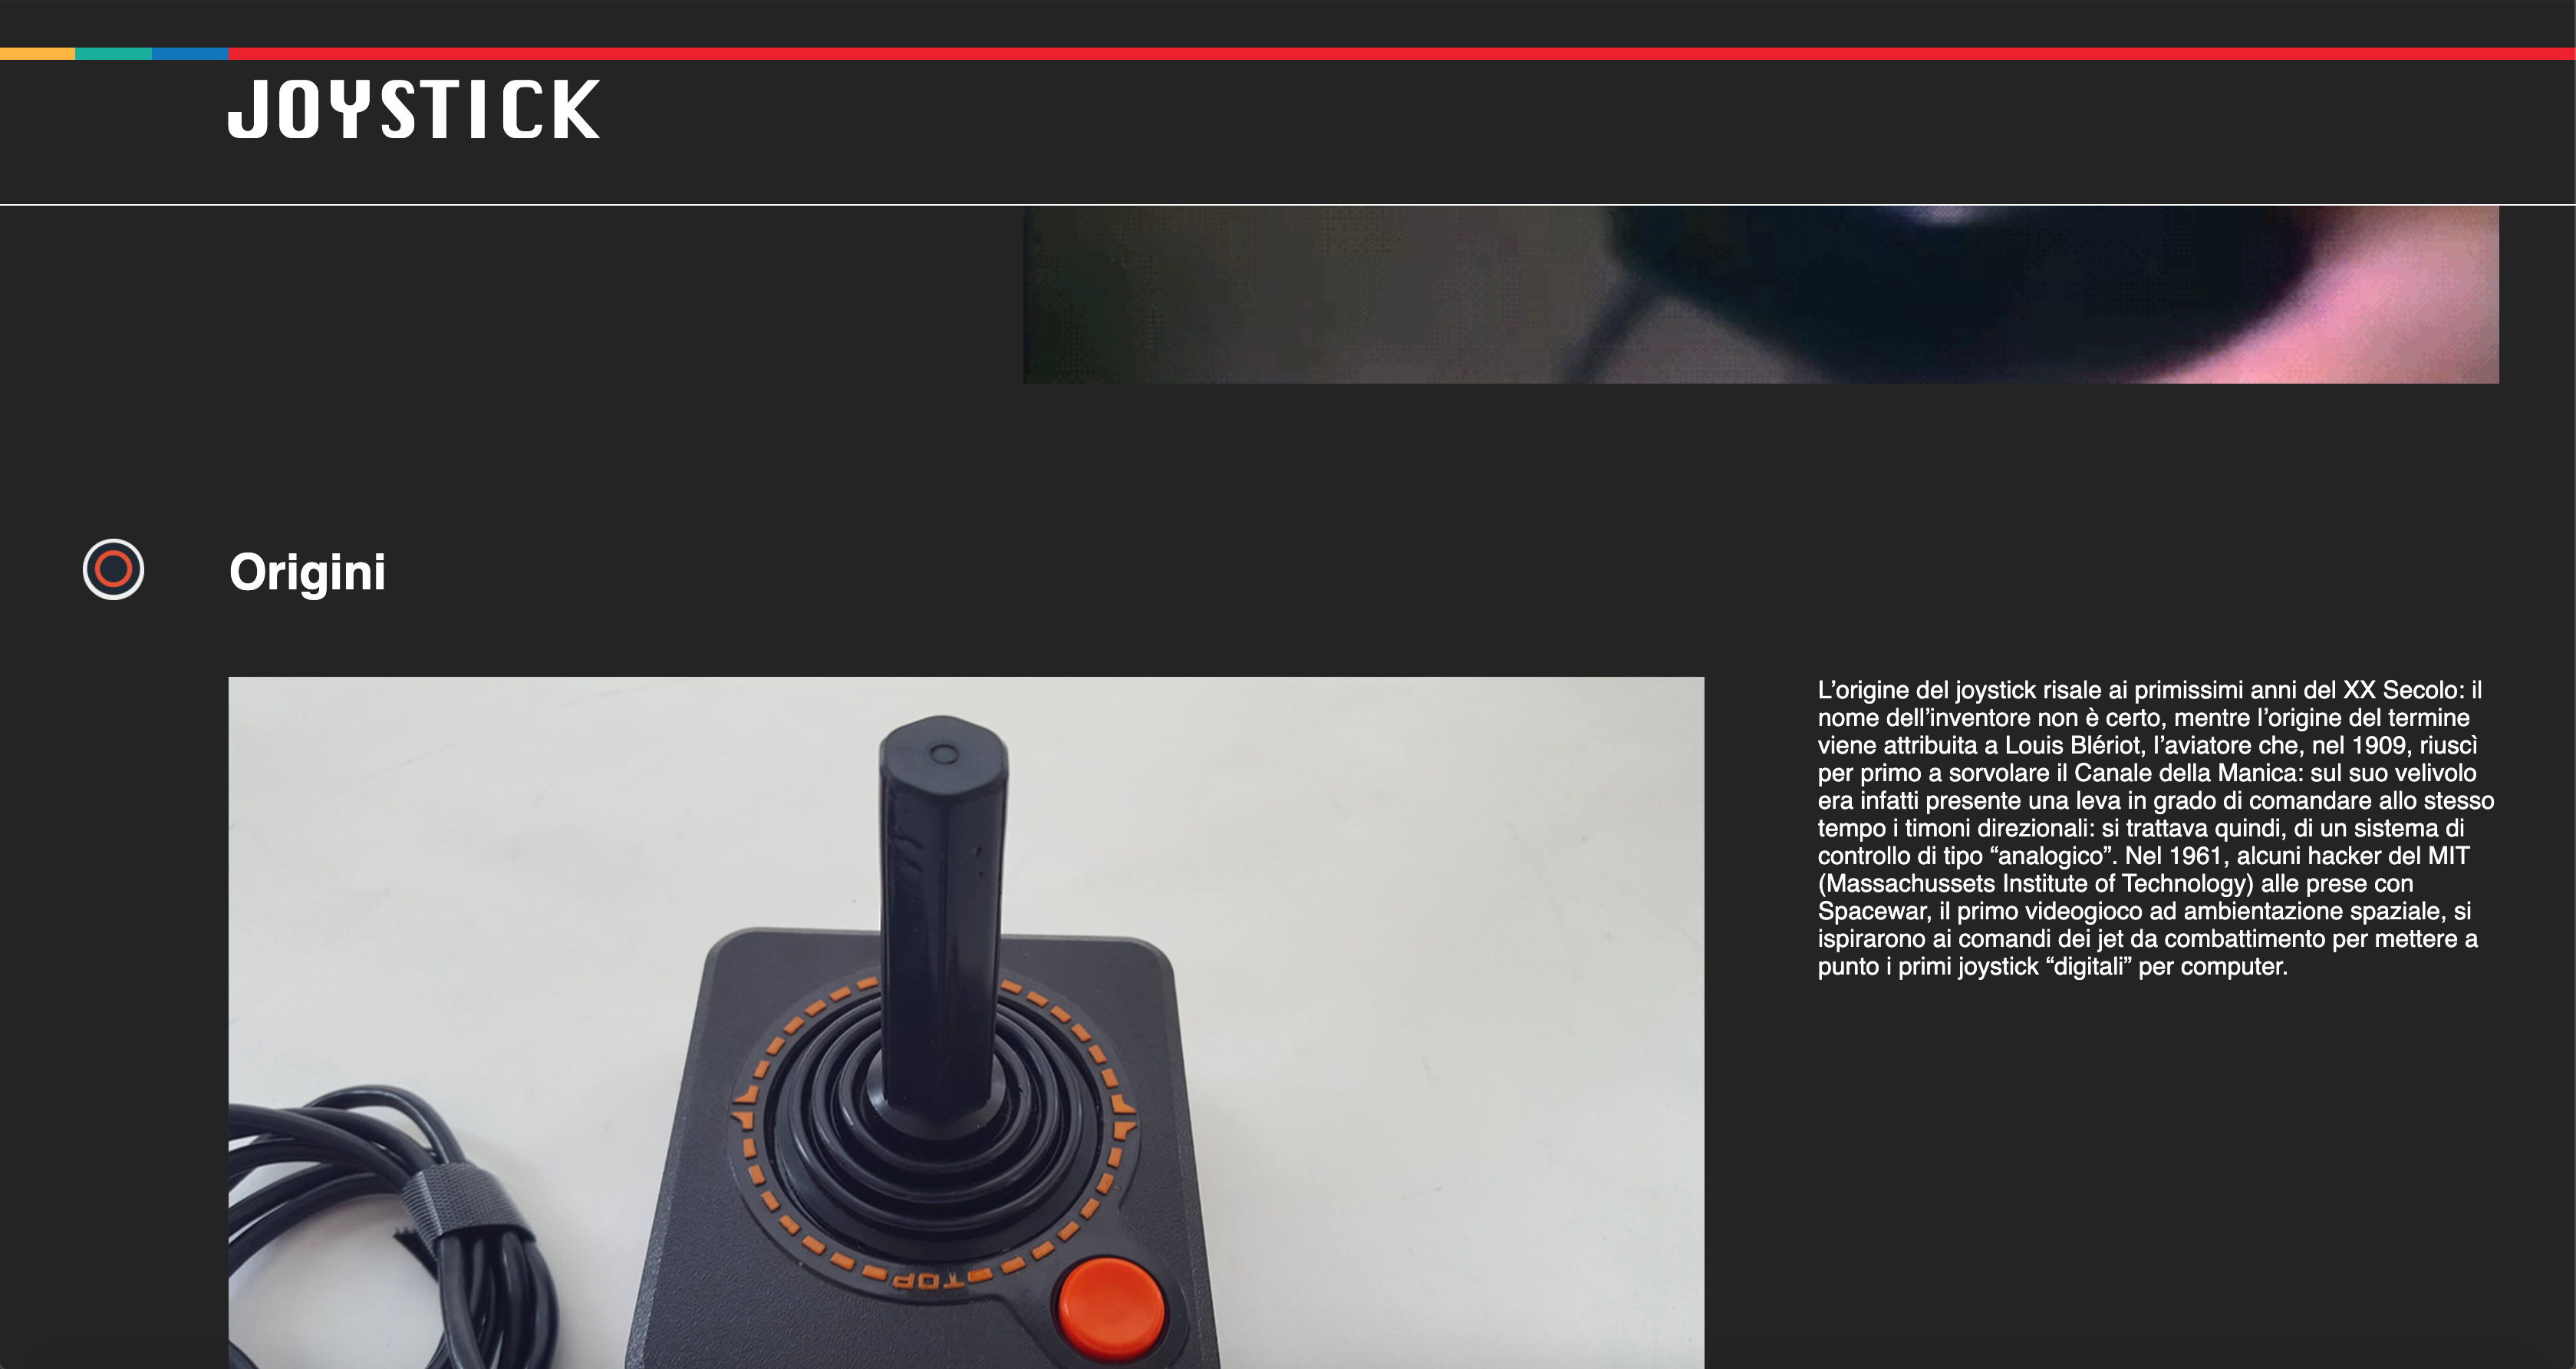 JOYSTICK
Origini
L’origine del joystick risale ai primissimi anni del XX Secolo: il
nome dell’inventore non è certo, mentre l’origine del termine
viene attribuita a Louis Blériot, l’aviatore che, nel 1909, riuscì
per primo a sorvolare il Canale della Manica: sul suo velivolo
era infatti presente una leva in grado di comandare allo stesso
tempo i timoni direzionali: si trattava quindi, di un sistema di
controllo di tipo “analogico”. Nel 1961, alcuni hacker del MIT
(Massachussets Institute of Technology) alle prese con
Spacewar, il primo videogioco ad ambientazione spaziale, si
ispirarono ai comandi dei jet da combattimento per mettere a
punto i primi joystick “digitali” per computer.
TOP